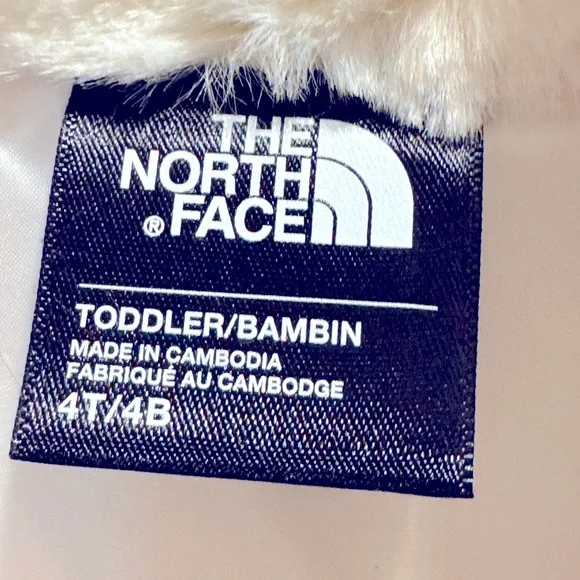 THE
NORTH
® FACE
TODDLER/BAMBIN
MADE IN CAMBODIA
FABRIQUÉ AU CAMBODGE
4T/4B